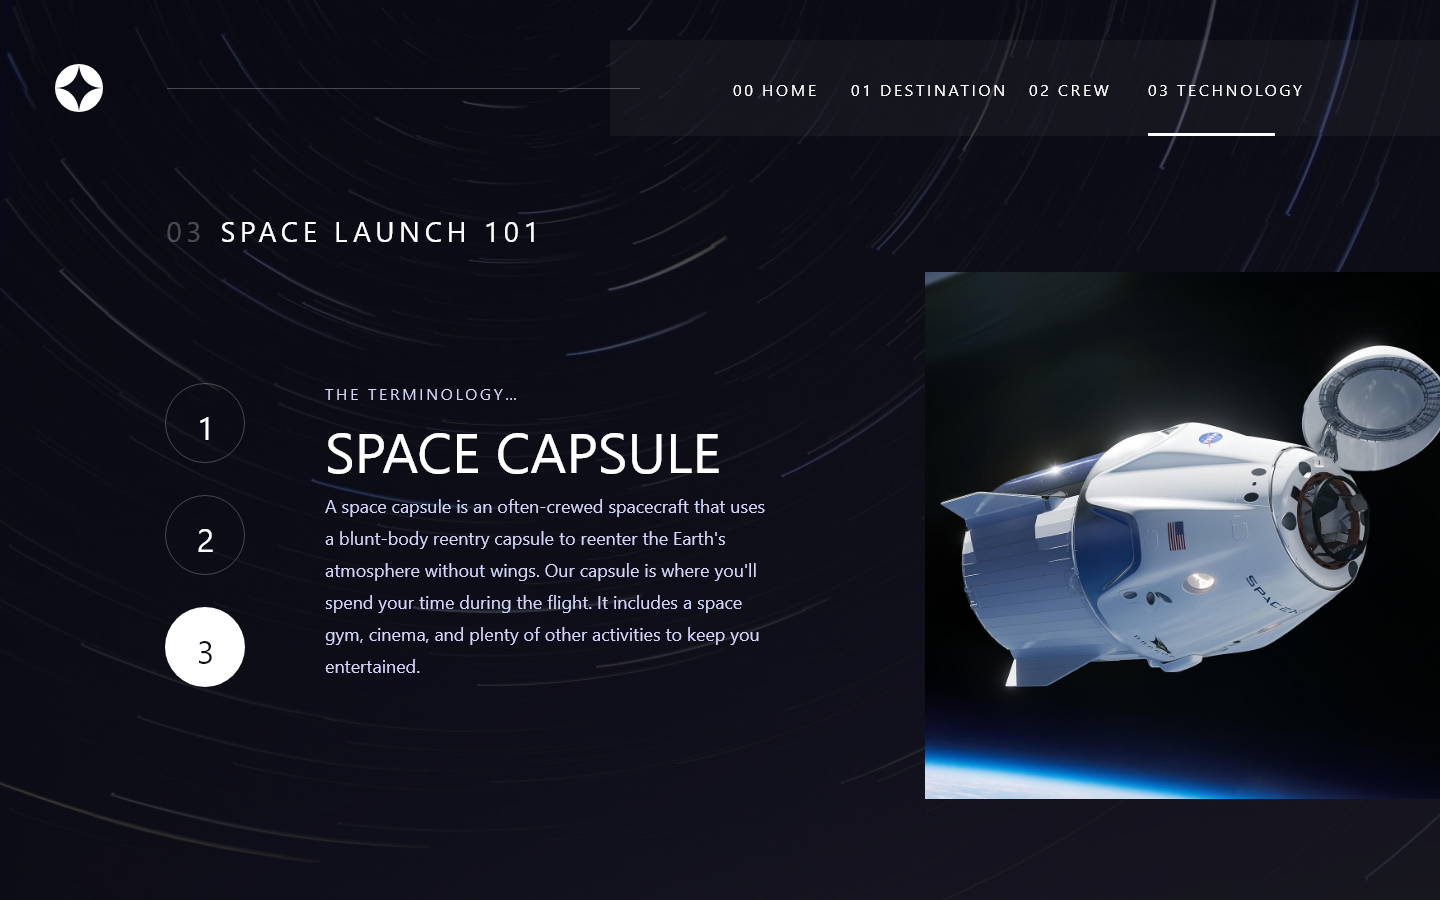 00 HOME 01 DESTINATION 02 CREW 03 TECHNOLOGY
03 SPACE LAUNCH 101
1
2
3
THE TERMINOLOGY...
SPACE CAPSULE
A space capsule is an often-crewed spacecraft that uses
a blunt-body reentry capsule to reenter the Earth's
atmosphere without wings. Our capsule is where you'll
spend your time during the flight. It includes a space
gym, cinema, and plenty of other activities to keep you
entertained.
NASA
SPACEX